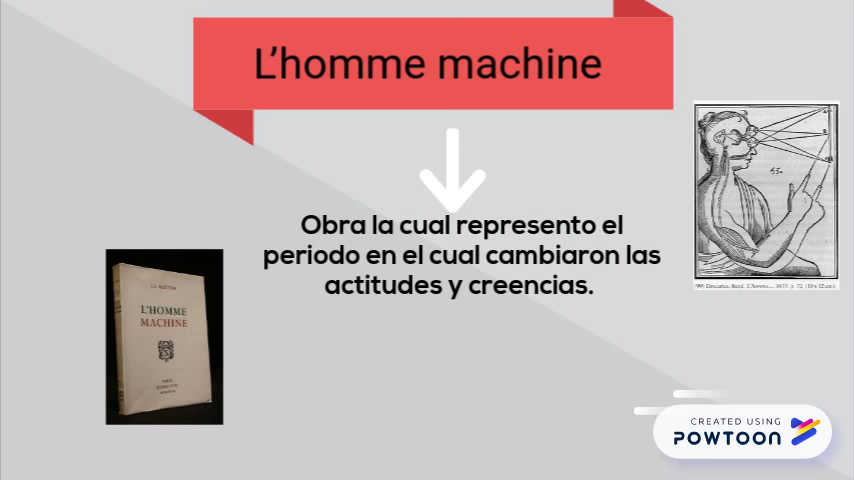 L'homme machine
Obra la cual represento el
periodo en el cual cambiaron las
actitudes y creencias.
L'HOMME
MACHINE
CREATED USING
POWTOON